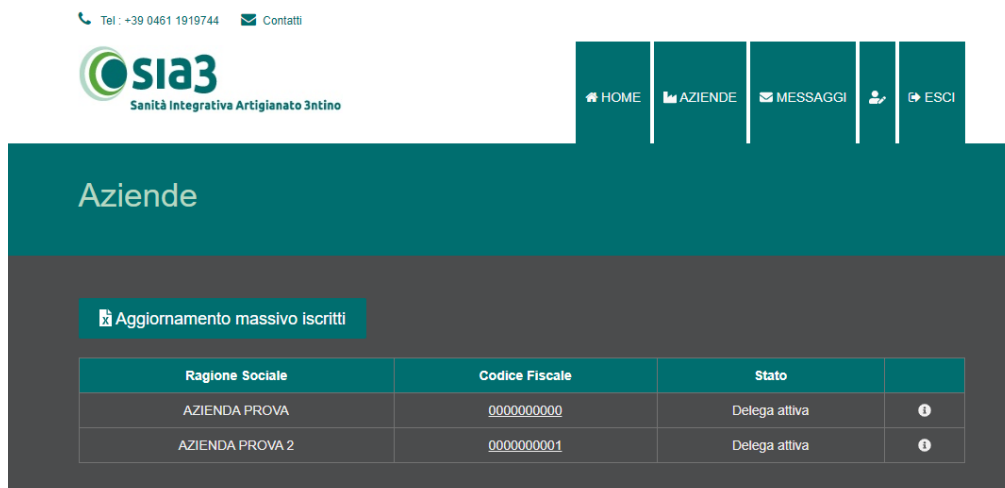 Tel : +39 0461 1919744 Contatti
sia3
Sanità Integrativa Artigianato 3ntino
HOME AZIENDE MESSAGGI ESCI
Aziende
Aggiornamento massivo iscritti
Ragione Sociale Codice Fiscale Stato
AZIENDA PROVA 0000000000 Delega attiva
AZIENDA PROVA 2 0000000001 Delega attiva